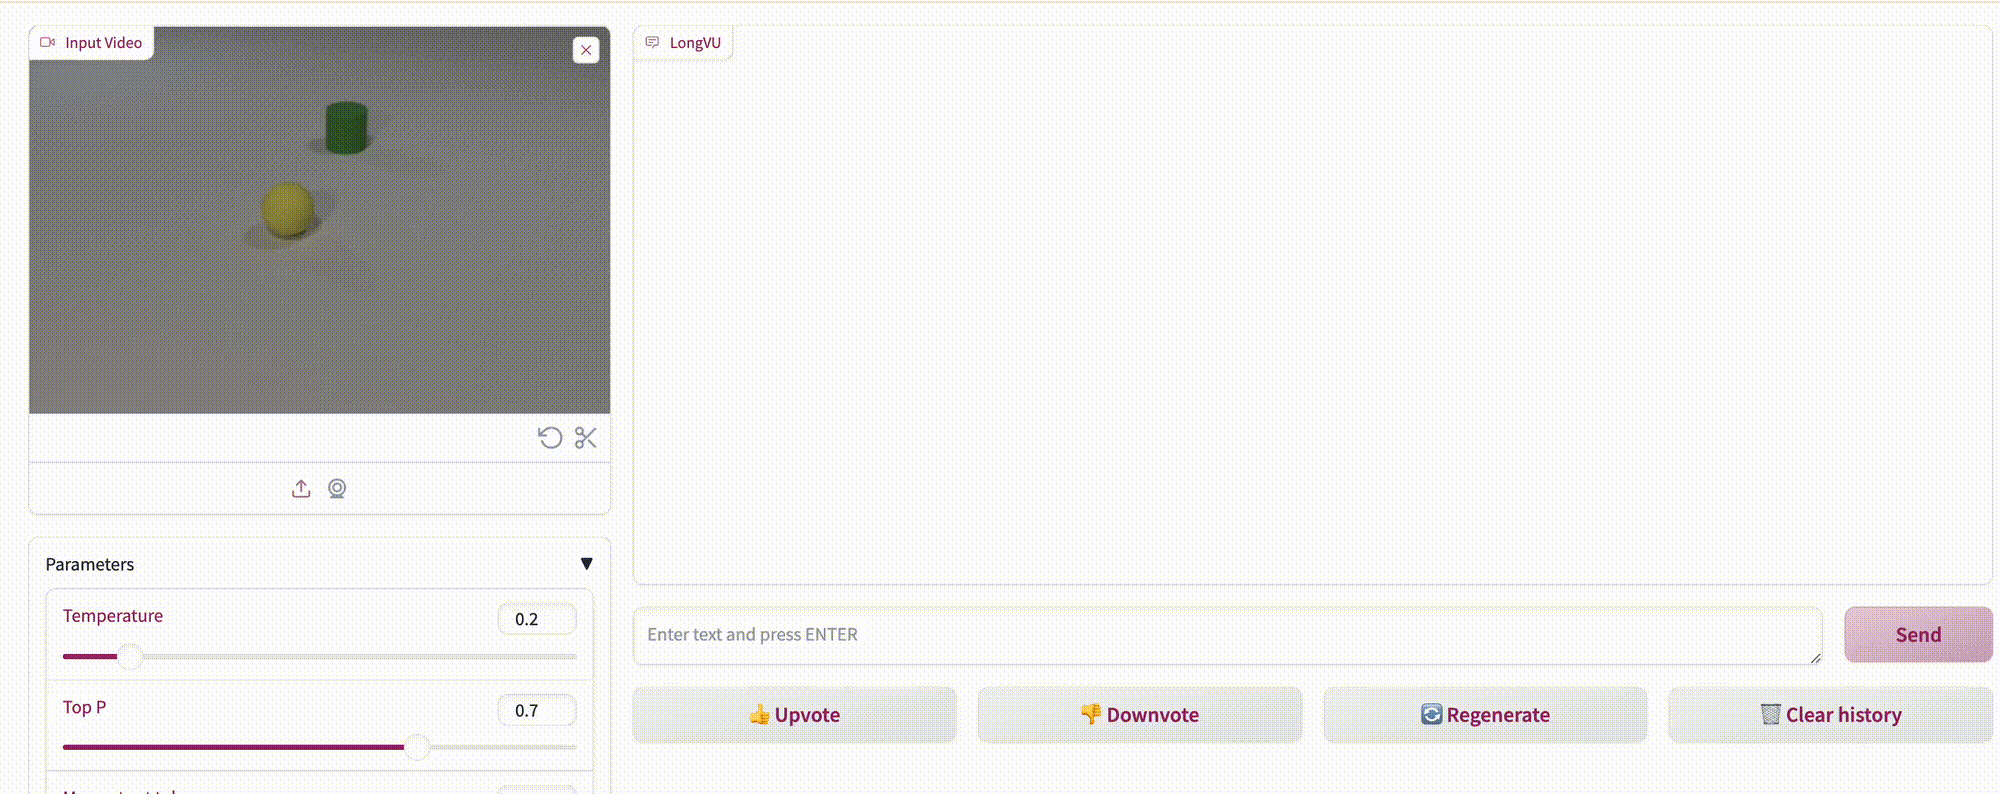 Input Video
LongVU
Parameters
Temperature
0.2
Top P
0.7
Enter text and press ENTER
Send
Upvote
Downvote
Regenerate
Clear history